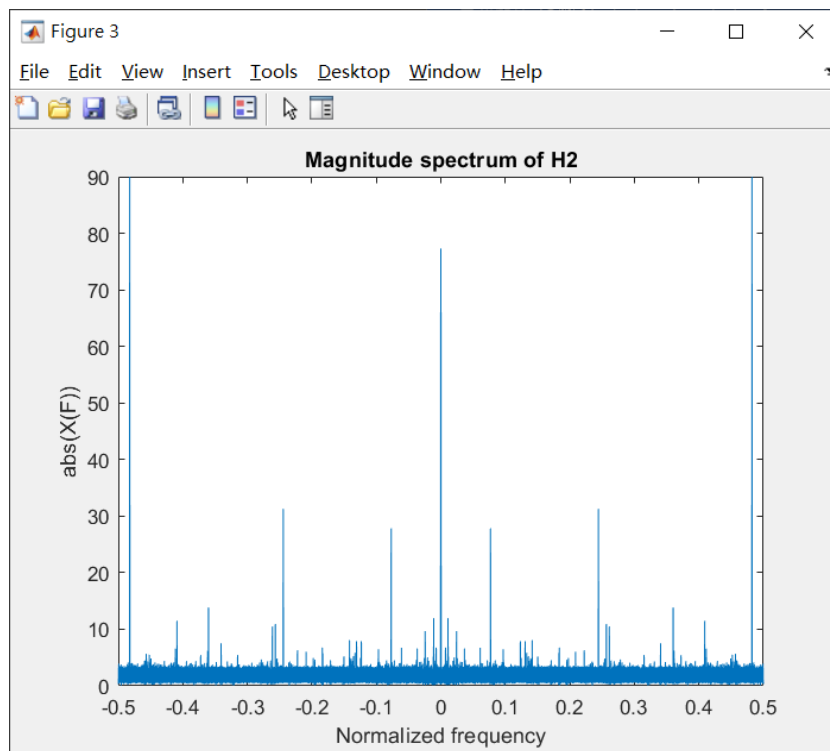 Figure 3
File Edit View Insert Tools Desktop Window Help
Magnitude spectrum of H2
90
80
70
60
50
40
30
20
10
0
abs(X(F))
-0.5 -0.4 -0.3 -0.2 -0.1 0 0.1 0.2 0.3 0.4 0.5
Normalized frequency